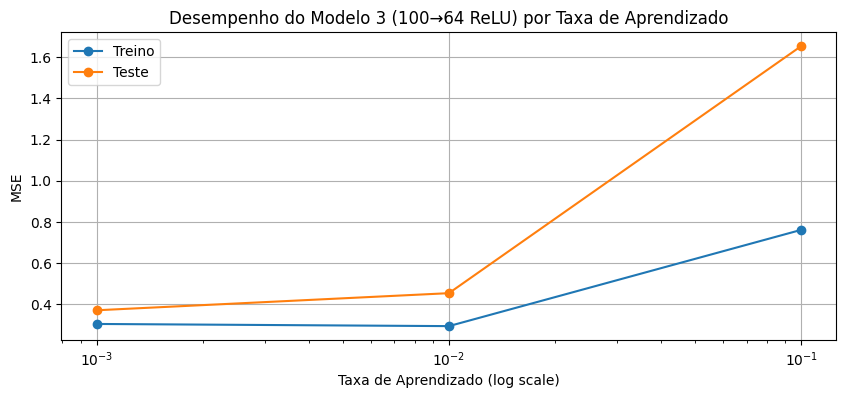 Desempenho do Modelo 3 (100→64 ReLU) por Taxa de Aprendizado
Treino
Teste
MSE
1.6
1.4
1.2
1.0
0.8
0.6
0.4
10⁻³
10⁻²
10⁻¹
Taxa de Aprendizado (log scale)